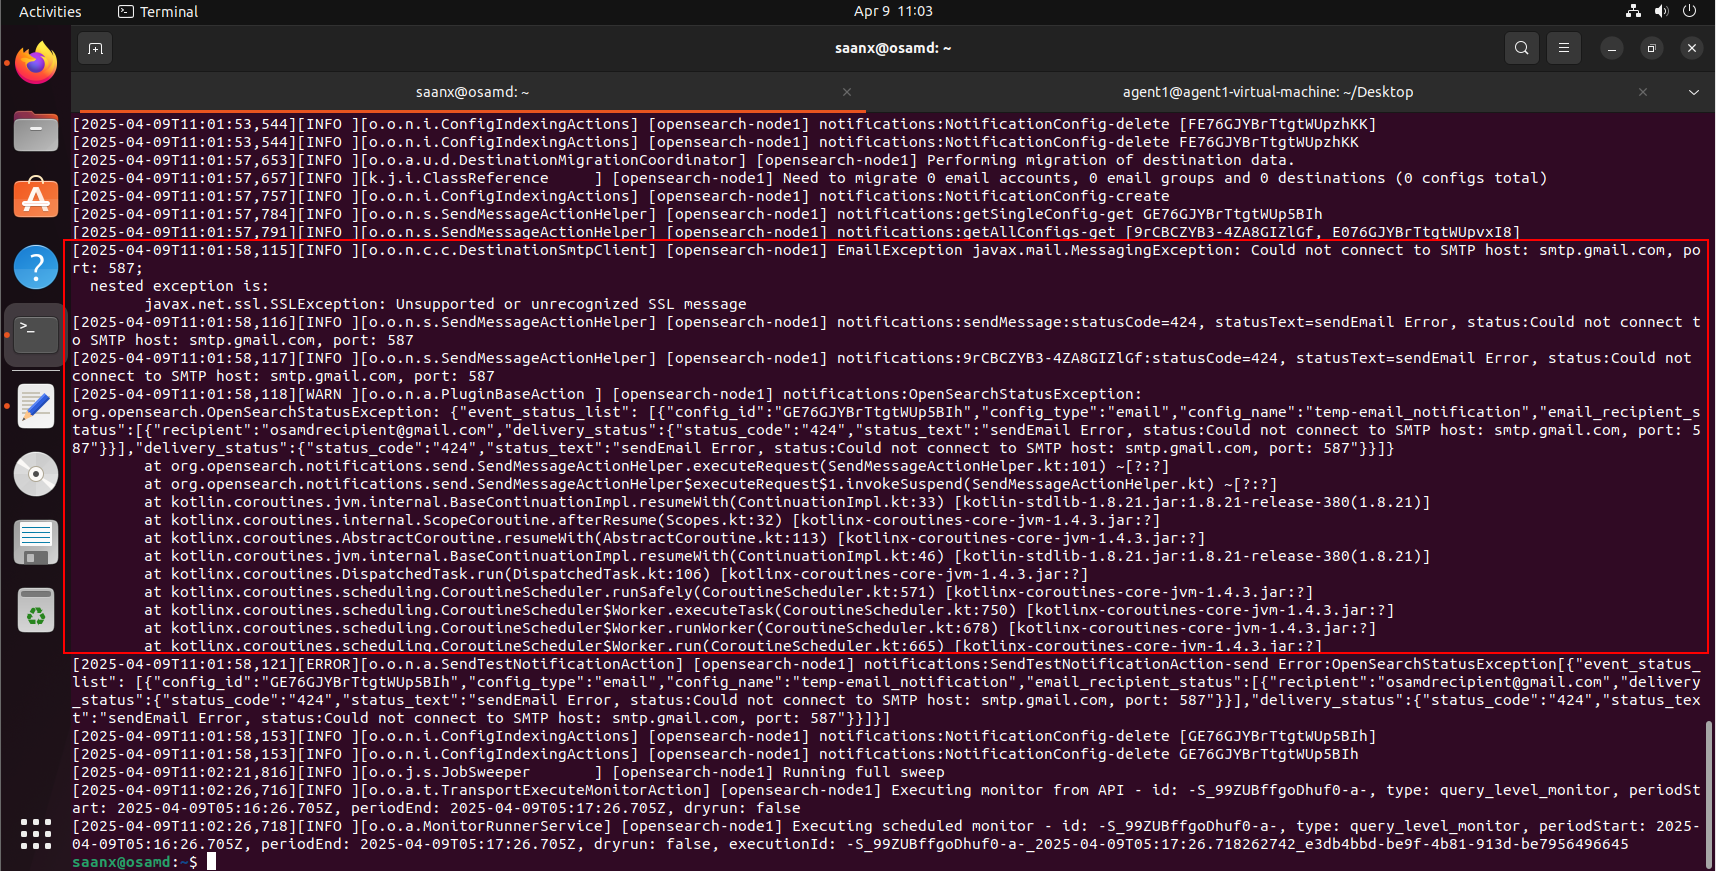 Activities
Terminal
Apr 9 11:03
saanx@osamd: ~
saanx@osamd: ~
agent1@agent1-virtual-machine: ~/Desktop
[2025-04-09T11:01:53,544][INFO ][o.o.n.i.ConfigIndexingActions] [opensearch-node1] notifications:NotificationConfig-delete [FE76GJYBrTtgtWUpzhKK]
[2025-04-09T11:01:53,544][INFO ][o.o.n.i.ConfigIndexingActions] [opensearch-node1] notifications:NotificationConfig-delete FE76GJYBrTtgtWUpzhKK
[2025-04-09T11:01:57,653][INFO ][o.o.a.u.d.DestinationMigrationCoordinator] [opensearch-node1] Performing migration of destination data.
[2025-04-09T11:01:57,657][INFO ][k.j.i.ClassReference     ] [opensearch-node1] Need to migrate 0 email accounts, 0 email groups and 0 destinations (0 configs total)
[2025-04-09T11:01:57,757][INFO ][o.o.n.i.ConfigIndexingActions] [opensearch-node1] notifications:NotificationConfig-create
[2025-04-09T11:01:57,784][INFO ][o.o.n.s.SendMessageActionHelper] [opensearch-node1] notifications:getSingleConfig-get GE76GJYBrTtgtWUp5BIh
[2025-04-09T11:01:57,791][INFO ][o.o.n.s.SendMessageActionHelper] [opensearch-node1] notifications:getAllConfigs-get [9rCBCZYB3-4ZA8GIZlGf, E076GJYBrTtgtWUpvxI8]
[2025-04-09T11:01:58,115][INFO ][o.o.n.c.c.DestinationSmtpClient] [opensearch-node1] EmailException javax.mail.MessagingException: Could not connect to SMTP host: smtp.gmail.com, po
rt: 587;
  nested exception is:
        javax.net.ssl.SSLException: Unsupported or unrecognized SSL message
[2025-04-09T11:01:58,116][INFO ][o.o.n.s.SendMessageActionHelper] [opensearch-node1] notifications:sendMessage:statusCode=424, statusText=sendEmail Error, status:Could not connect t
o SMTP host: smtp.gmail.com, port: 587
[2025-04-09T11:01:58,117][INFO ][o.o.n.s.SendMessageActionHelper] [opensearch-node1] notifications:9rCBCZYB3-4ZA8GIZlGf:statusCode=424, statusText=sendEmail Error, status:Could not
connect to SMTP host: smtp.gmail.com, port: 587
[2025-04-09T11:01:58,118][WARN ][o.o.n.a.PluginBaseAction ] [opensearch-node1] notifications:OpenSearchStatusException:
org.opensearch.OpenSearchStatusException: {"event_status_list": [{"config_id":"GE76GJYBrTtgtWUp5BIh","config_type":"email","config_name":"temp-email_notification","email_recipient_s
tatus":[{"recipient":"osamdrecipient@gmail.com","delivery_status":{"status_code":"424","status_text":"sendEmail Error, status:Could not connect to SMTP host: smtp.gmail.com, port: 5
87"}}],"delivery_status":{"status_code":"424","status_text":"sendEmail Error, status:Could not connect to SMTP host: smtp.gmail.com, port: 587"}}]}
        at org.opensearch.notifications.send.SendMessageActionHelper.executeRequest(SendMessageActionHelper.kt:101) ~[?:?]
        at org.opensearch.notifications.send.SendMessageActionHelper$executeRequest$1.invokeSuspend(SendMessageActionHelper.kt) ~[?:?]
        at kotlin.coroutines.jvm.internal.BaseContinuationImpl.resumeWith(ContinuationImpl.kt:33) [kotlin-stdlib-1.8.21.jar:1.8.21-release-380(1.8.21)]
        at kotlinx.coroutines.internal.ScopeCoroutine.afterResume(Scopes.kt:32) [kotlinx-coroutines-core-jvm-1.4.3.jar:?]
        at kotlinx.coroutines.AbstractCoroutine.resumeWith(AbstractCoroutine.kt:113) [kotlinx-coroutines-core-jvm-1.4.3.jar:?]
        at kotlin.coroutines.jvm.internal.BaseContinuationImpl.resumeWith(ContinuationImpl.kt:46) [kotlin-stdlib-1.8.21.jar:1.8.21-release-380(1.8.21)]
        at kotlinx.coroutines.DispatchedTask.run(DispatchedTask.kt:106) [kotlinx-coroutines-core-jvm-1.4.3.jar:?]
        at kotlinx.coroutines.scheduling.CoroutineScheduler.runSafely(CoroutineScheduler.kt:571) [kotlinx-coroutines-core-jvm-1.4.3.jar:?]
        at kotlinx.coroutines.scheduling.CoroutineScheduler$Worker.executeTask(CoroutineScheduler.kt:750) [kotlinx-coroutines-core-jvm-1.4.3.jar:?]
        at kotlinx.coroutines.scheduling.CoroutineScheduler$Worker.runWorker(CoroutineScheduler.kt:678) [kotlinx-coroutines-core-jvm-1.4.3.jar:?]
        at kotlinx.coroutines.scheduling.CoroutineScheduler$Worker.run(CoroutineScheduler.kt:665) [kotlinx-coroutines-core-jvm-1.4.3.jar:?]
[2025-04-09T11:01:58,121][ERROR][o.o.n.a.SendTestNotificationAction] [opensearch-node1] notifications:SendTestNotificationAction-send Error:OpenSearchStatusException[{"event_status_
list": [{"config_id":"GE76GJYBrTtgtWUp5BIh","config_type":"email","config_name":"temp-email_notification","email_recipient_status":[{"recipient":"osamdrecipient@gmail.com","delivery
_status":{"status_code":"424","status_text":"sendEmail Error, status:Could not connect to SMTP host: smtp.gmail.com, port: 587"}}],"delivery_status":{"status_code":"424","status_tex
t":"sendEmail Error, status:Could not connect to SMTP host: smtp.gmail.com, port: 587"}}]}]
[2025-04-09T11:01:58,153][INFO ][o.o.n.i.ConfigIndexingActions] [opensearch-node1] notifications:NotificationConfig-delete [GE76GJYBrTtgtWUp5BIh]
[2025-04-09T11:01:58,153][INFO ][o.o.n.i.ConfigIndexingActions] [opensearch-node1] notifications:NotificationConfig-delete GE76GJYBrTtgtWUp5BIh
[2025-04-09T11:02:21,816][INFO ][o.o.j.s.JobSweeper       ] [opensearch-node1] Running full sweep
[2025-04-09T11:02:26,716][INFO ][o.o.a.t.TransportExecuteMonitorAction] [opensearch-node1] Executing monitor from API - id: -S_99ZUBffgoDhuf0-a-, type: query_level_monitor, periodSt
art: 2025-04-09T05:16:26.705Z, periodEnd: 2025-04-09T05:17:26.705Z, dryrun: false
[2025-04-09T11:02:26,718][INFO ][o.o.a.MonitorRunnerService] [opensearch-node1] Executing scheduled monitor - id: -S_99ZUBffgoDhuf0-a-, type: query_level_monitor, periodStart: 2025-
04-09T05:16:26.705Z, periodEnd: 2025-04-09T05:17:26.705Z, dryrun: false, executionId: -S_99ZUBffgoDhuf0-a-_2025-04-09T05:17:26.718262742_e3db4bbd-be9f-4b81-913d-be7956496645
saanx@osamd:~$